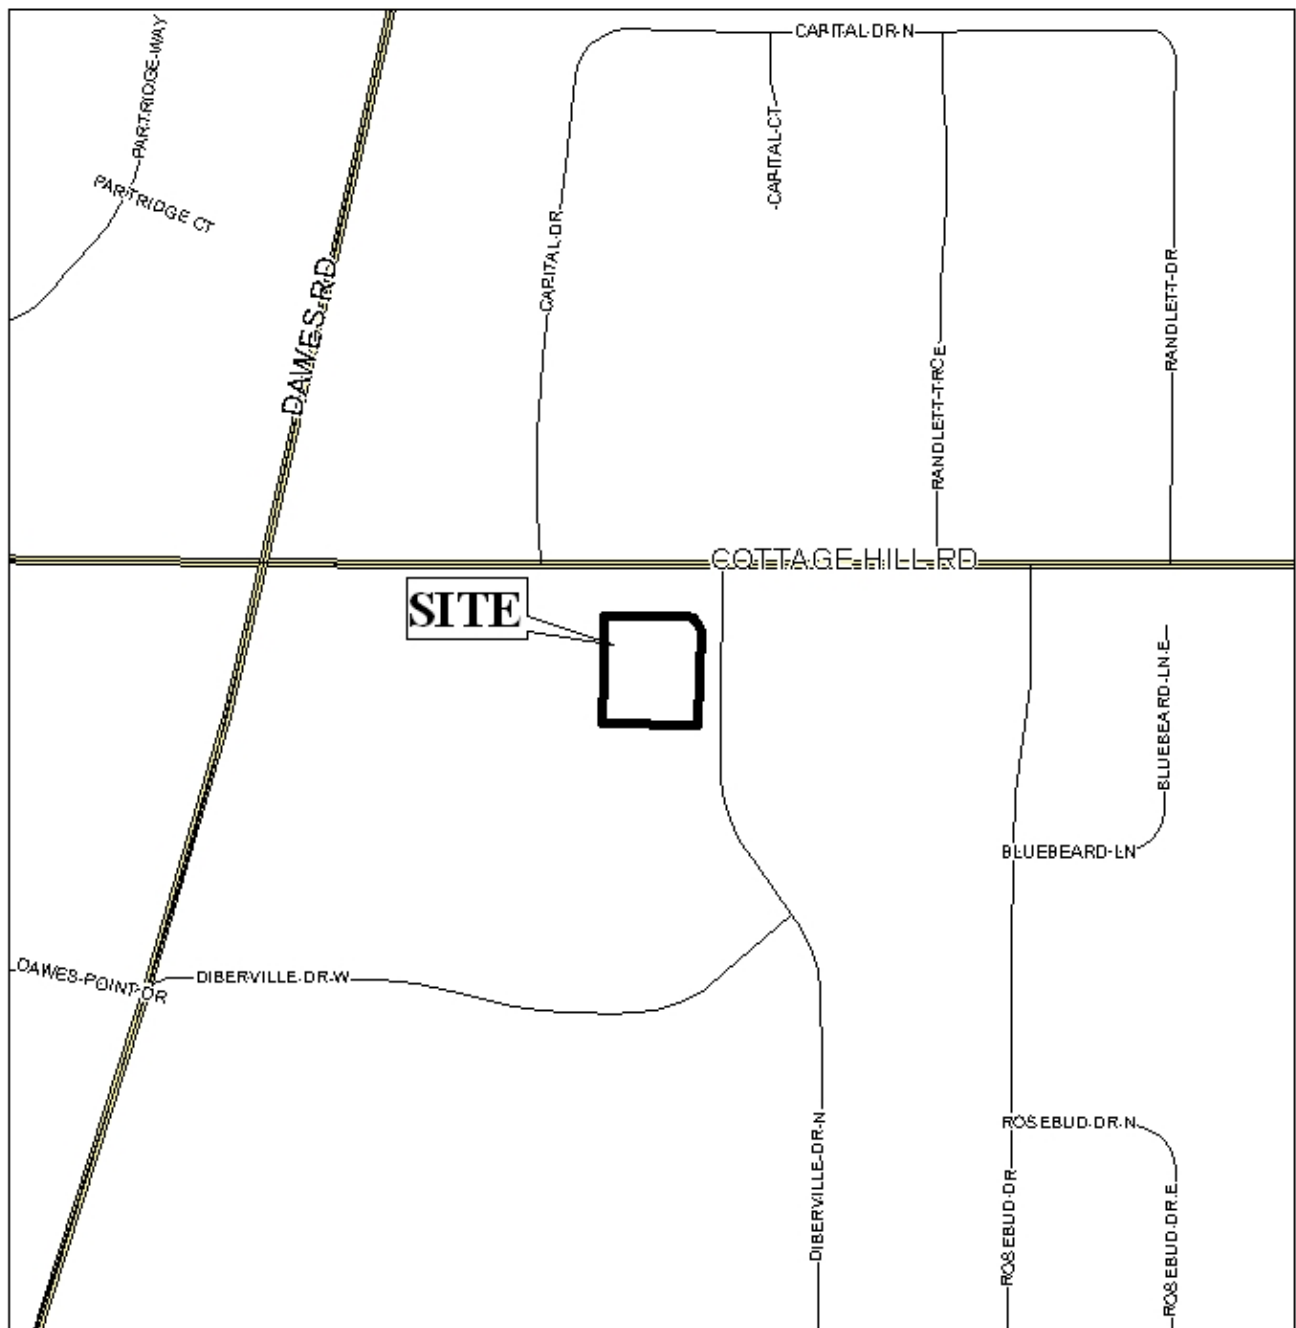 CAPITAL DR N
PARTRIDGE WAY
CAPITAL CT
PARTRIDGE CT
CAPITAL DR
RANDLETT DR
DAWES RD
RANDLETT TRCE
COTTAGE HILL RD
SITE
BLUEBEARD LN E
BLUEBEARD LN
DAWES POINT DR
DIBERVILLE DR W
ROSEBUD DR N
DIBERVILLE DR N
ROSEBUD DR
ROSEBUD DR E